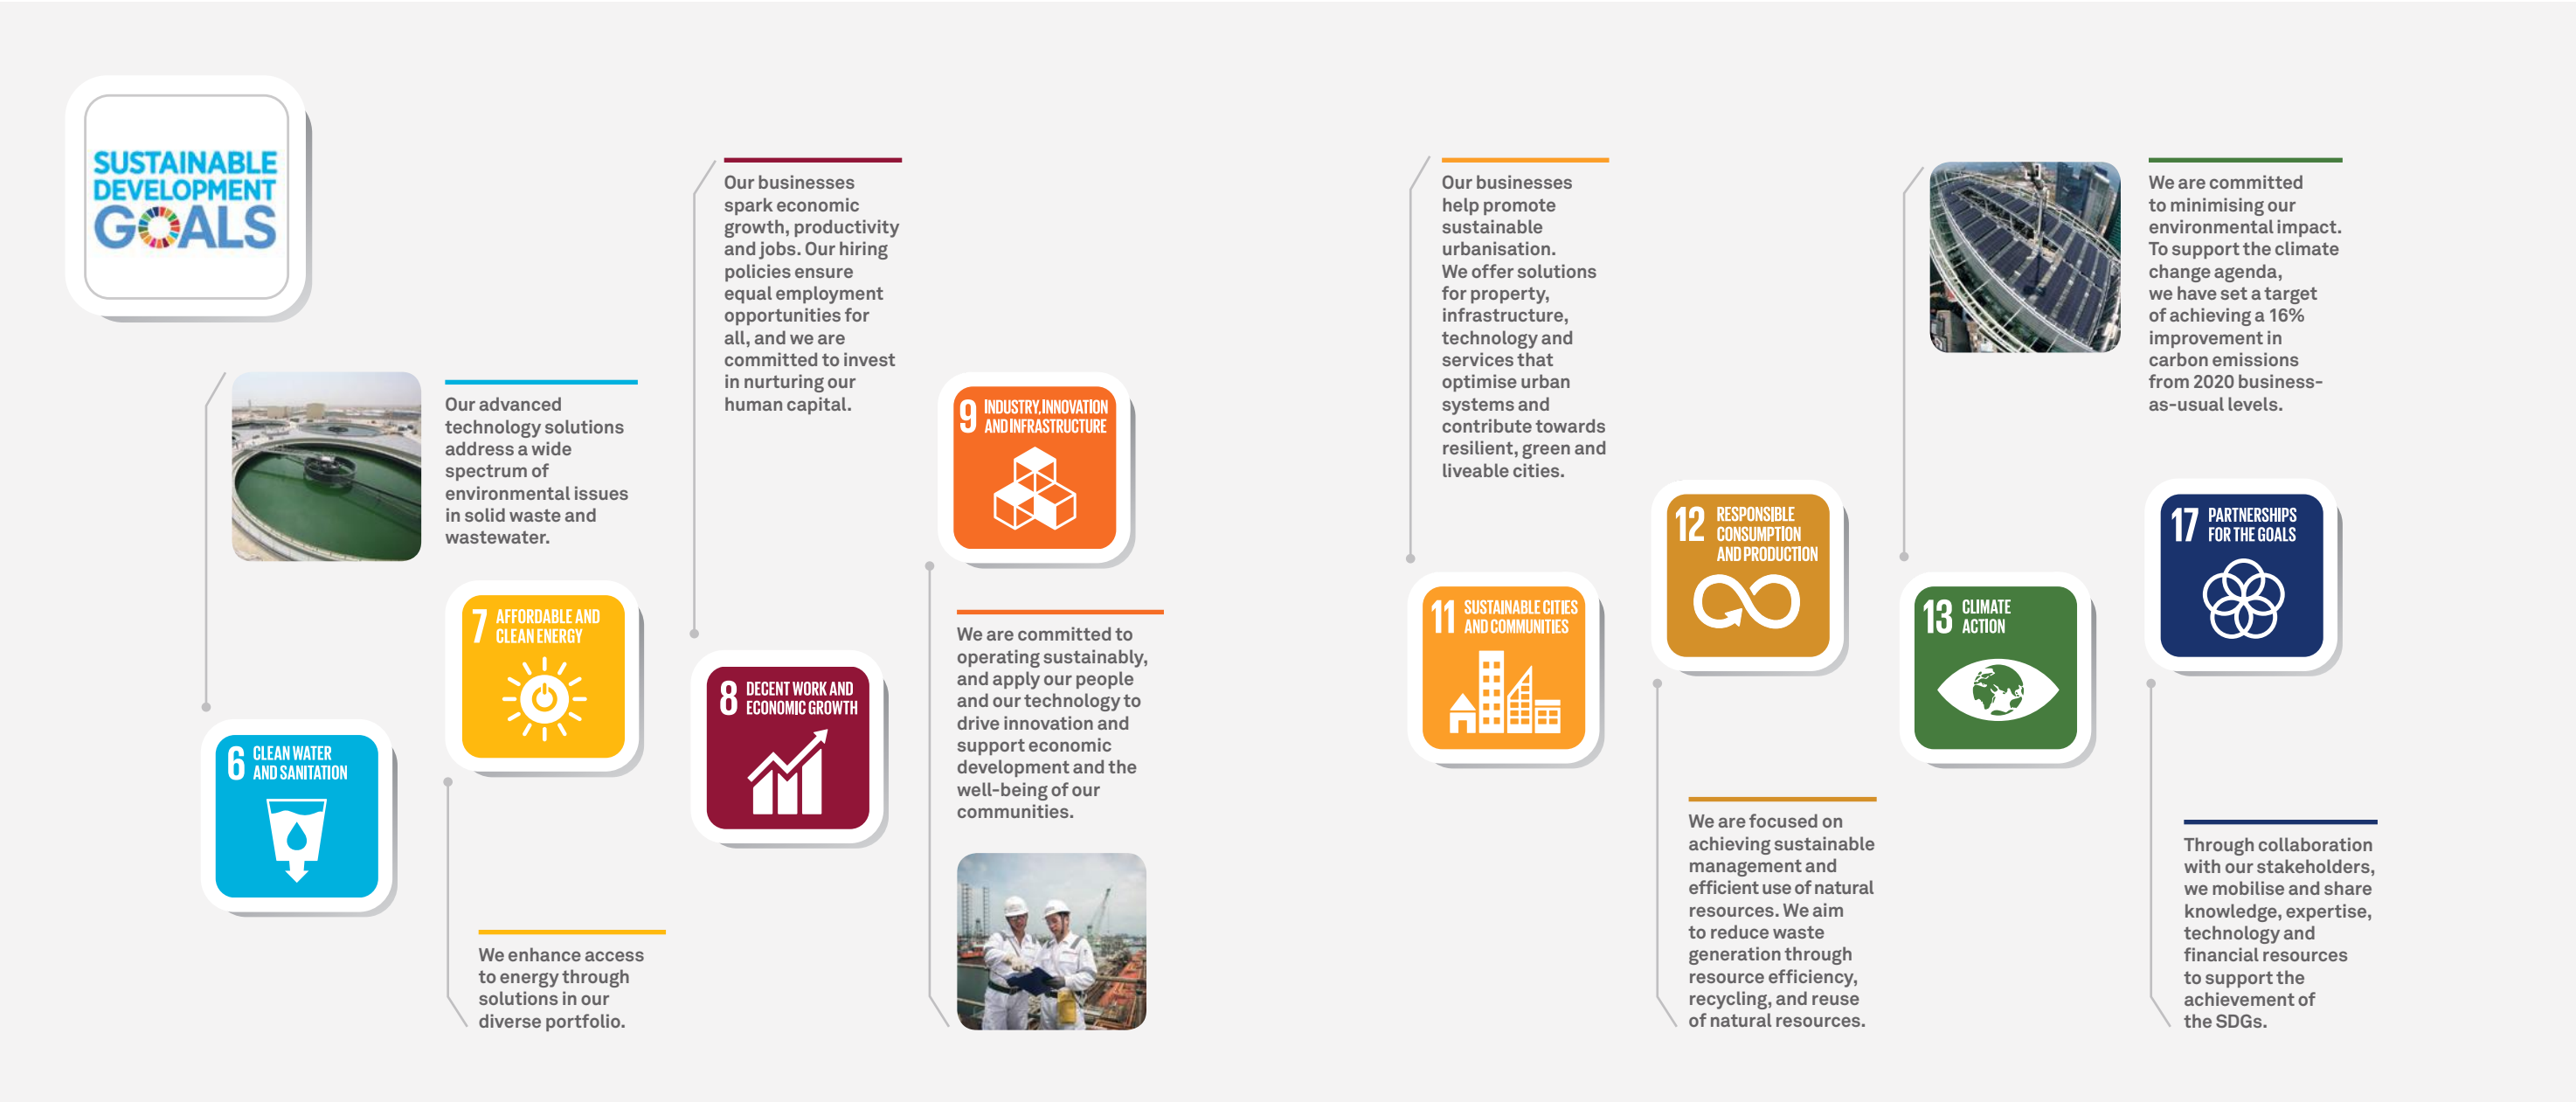 SUSTAINABLE
DEVELOPMENT
GOALS
Our advanced
technology solutions
address a wide
spectrum of
environmental issues
in solid waste and
wastewater.
6 CLEAN WATER
AND SANITATION
7 AFFORDABLE AND
CLEAN ENERGY
We enhance access
to energy through
solutions in our
diverse portfolio.
Our businesses
spark economic
growth, productivity
and jobs. Our hiring
policies ensure
equal employment
opportunities for
all, and we are
committed to invest
in nurturing our
human capital.
8 DECENT WORK AND
ECONOMIC GROWTH
9 INDUSTRY, INNOVATION
AND INFRASTRUCTURE
We are committed to
operating sustainably,
and apply our people
and our technology to
drive innovation and
support economic
development and the
well-being of our
communities.
Our businesses
help promote
sustainable
urbanisation.
We offer solutions
for property,
infrastructure,
technology and
services that
optimise urban
systems and
contribute towards
resilient, green and
liveable cities.
11 SUSTAINABLE CITIES
AND COMMUNITIES
12 RESPONSIBLE
CONSUMPTION
AND PRODUCTION
We are focused on
achieving sustainable
management and
efficient use of natural
resources. We aim
to reduce waste
generation through
resource efficiency,
recycling, and reuse
of natural resources.
We are committed
to minimising our
environmental impact.
To support the climate
change agenda,
we have set a target
of achieving a 16%
improvement in
carbon emissions
from 2020 business-
as-usual levels.
13 CLIMATE
ACTION
17 PARTNERSHIPS
FOR THE GOALS
Through collaboration
with our stakeholders,
we mobilise and share
knowledge, expertise,
technology and
financial resources
to support the
achievement of
the SDGs.